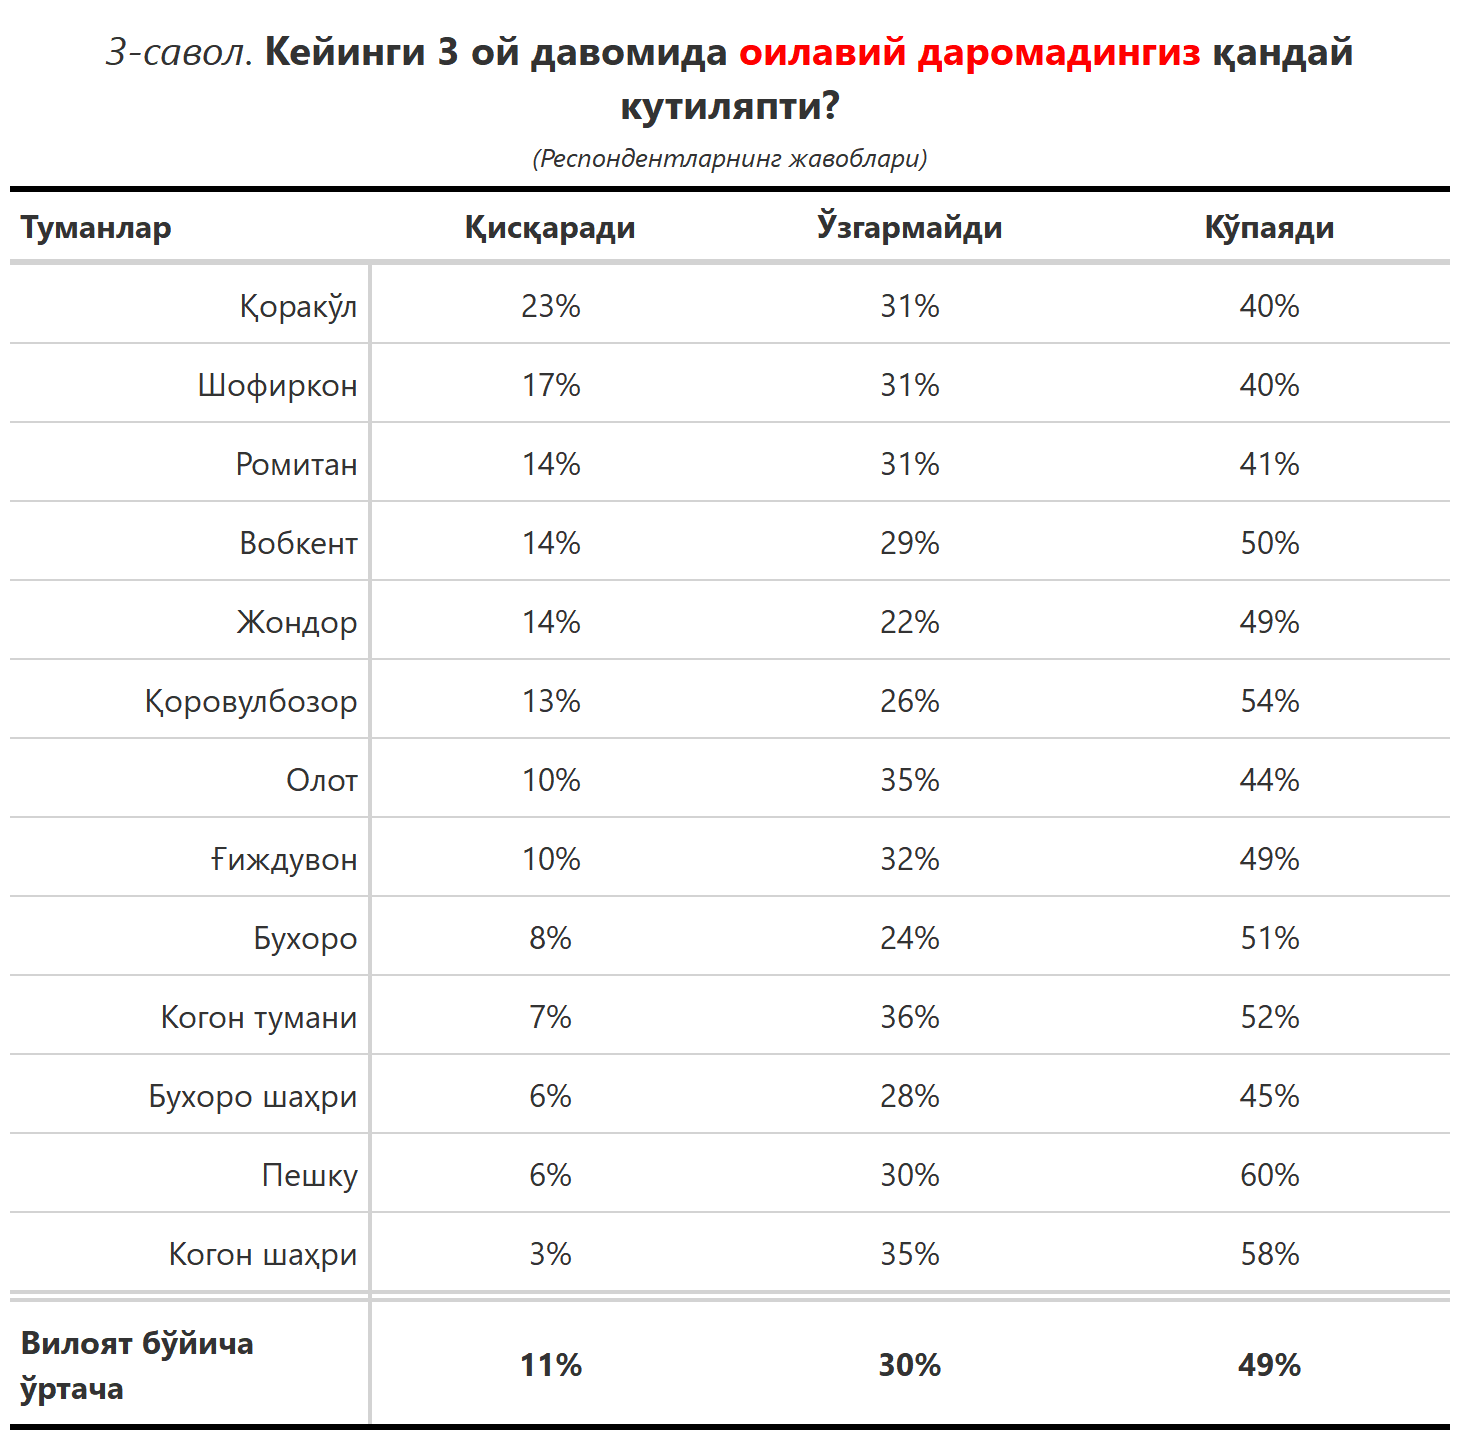 3-савол. Кейинги 3 ой давомида оилавий даромадингиз қандай
кутиляпти?
(Респондентларнинг жавоблари)
Туманлар Қисқаради Ўзгармайди Кўпаяди
Қоракўл 23% 31% 40%
Шофиркон 17% 31% 40%
Ромитан 14% 31% 41%
Вобкент 14% 29% 50%
Жондор 14% 22% 49%
Қоровулбозор 13% 26% 54%
Олот 10% 35% 44%
Ғиждувон 10% 32% 49%
Бухоро 8% 24% 51%
Когон тумани 7% 36% 52%
Бухоро шаҳри 6% 28% 45%
Пешку 6% 30% 60%
Когон шаҳри 3% 35% 58%
Вилоят бўйича
ўртача 11% 30% 49%